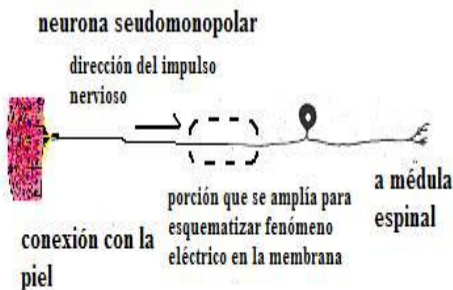 neurona seudomonopolar
dirección del impulso
nervioso
porción que se amplía para
esquematizar fenómeno
eléctrico en la membrana
a médula
espinal
conexión con la
piel